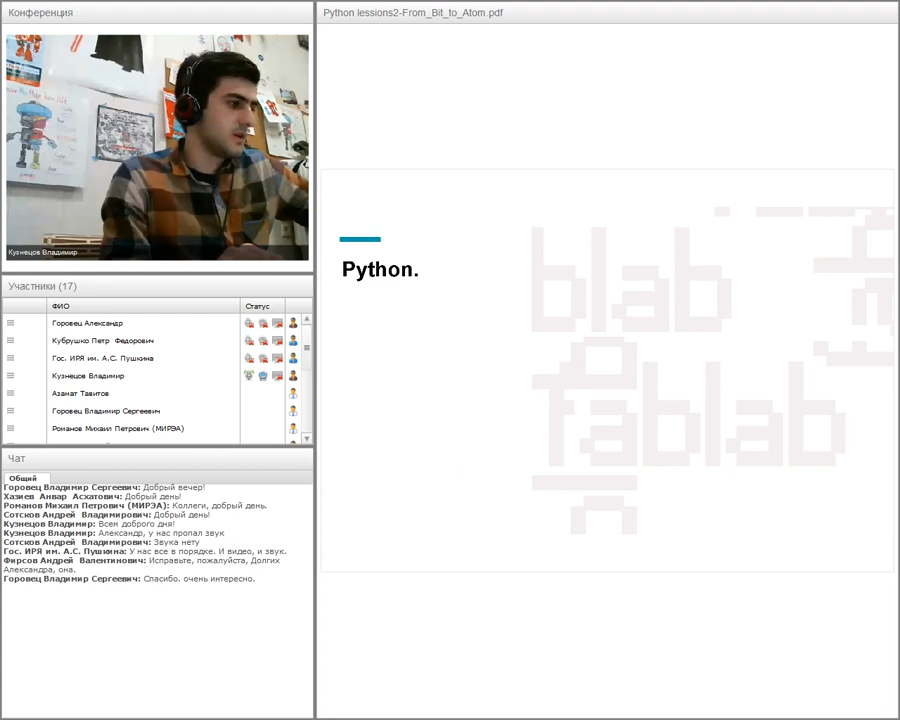 Конференция
Кузнецов Владимир
Участники (17)
ФИО
Статус
Горовец Александр
Кубрушко Петр Федорович
Гос. ИРЯ им. А.С. Пушкина
Кузнецов Владимир
Азамат Тавитов
Горовец Владимир Сергеевич
Романов Михаил Петрович (МИРЭА)
Чат
Общий
Горовец Владимир Сергеевич: Добрый вечер!
Хазиев Анвар Асхатович: Добрый день!
Романов Михаил Петрович (МИРЭА): Коллеги, добрый день.
Сотсков Андрей Владимирович: Добрый день!
Кузнецов Владимир: Всем доброго дня!
Кузнецов Владимир: Александр, у нас пропал звук
Сотсков Андрей Владимирович: Звука нету
Гос. ИРЯ им. А.С. Пушкина: У нас все в порядке. И видео, и звук.
Фирсов Андрей Валентинович: Исправьте, пожалуйста, Долгих
Александра, она.
Горовец Владимир Сергеевич: Спасибо. очень интересно.
Python lessions2-From_Bit_to_Atom.pdf
Python.
blab
fablab